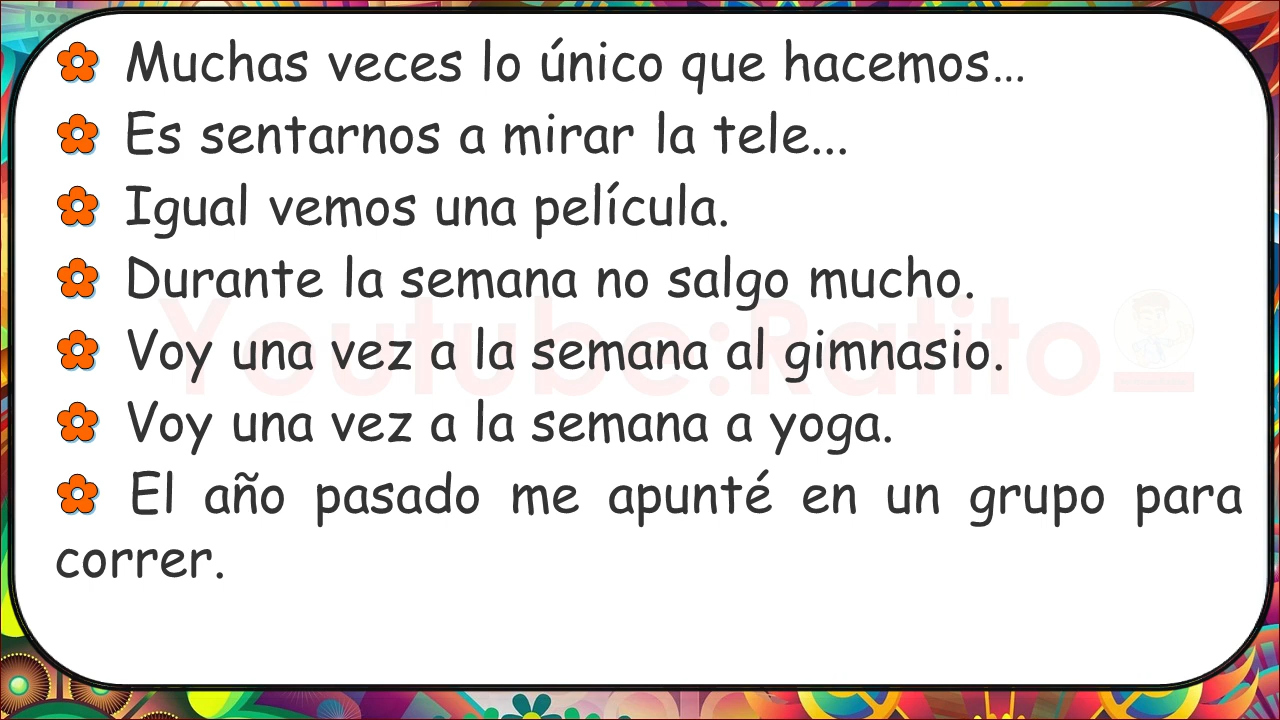 Muchas veces lo único que hacemos...
Es sentarnos a mirar la tele...
Igual vemos una película.
Durante la semana no salgo mucho.
Youtube:Ratito
Voy una vez a la semana al gimnasio.
Voy una vez a la semana a yoga.
El año pasado me apunté en un grupo para
correr.